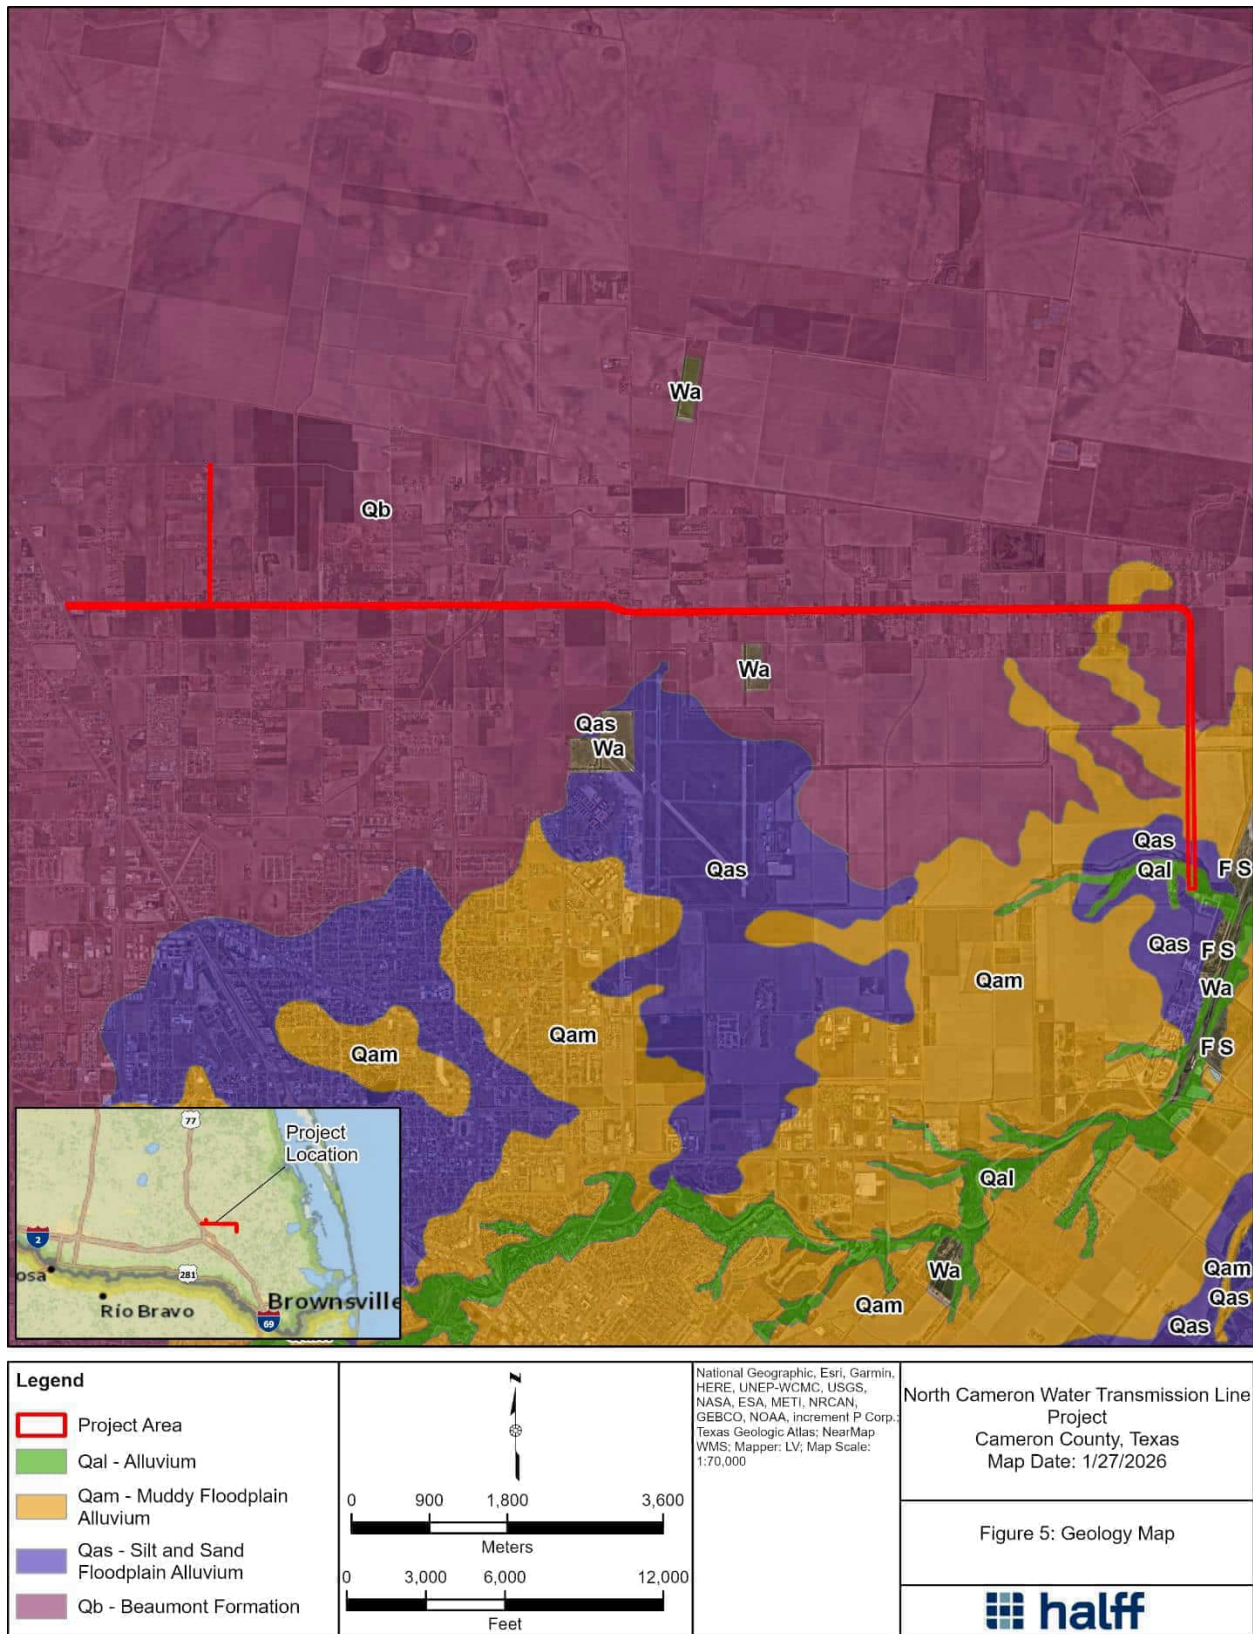 Wa
Qb
Wa
Qas
Wa
Qas
Qal
F S
Qas
Qas
F S
Qam
Wa
Qam
Qam
F S
Qal
Wa
Qam
Qam
Qas
Qas
77
Project
Location
2
osa
281
Río Bravo
Brownsville
69
Legend
Project Area
Qal - Alluvium
Qam - Muddy Floodplain
Alluvium
Qas - Silt and Sand
Floodplain Alluvium
Qb - Beaumont Formation
N
0 900 1,800 3,600
Meters
0 3,000 6,000 12,000
Feet
National Geographic, Esri, Garmin,
HERE, UNEP-WCMC, USGS,
NASA, ESA, METI, NRCAN,
GEBCO, NOAA, increment P Corp.;
Texas Geologic Atlas; NearMap
WMS; Mapper: LV; Map Scale:
1:70,000
North Cameron Water Transmission Line
Project
Cameron County, Texas
Map Date: 1/27/2026
Figure 5: Geology Map
halff